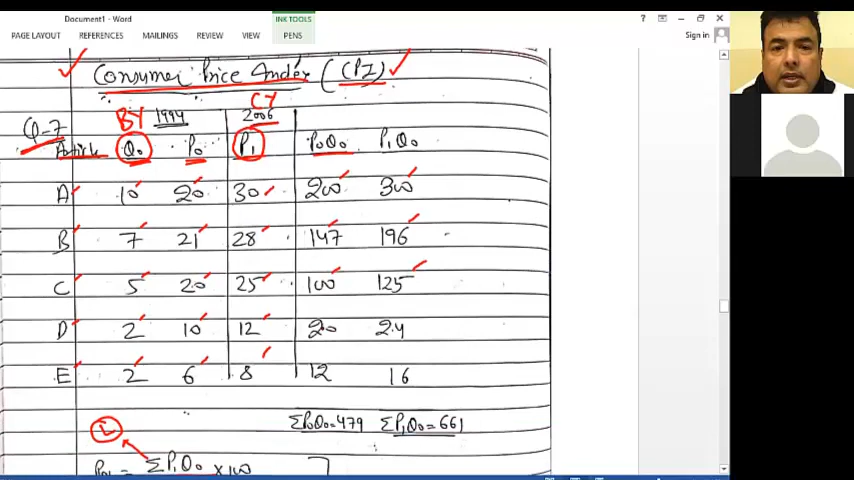 Document1 - Word
INK TOOLS
PAGE LAYOUT REFERENCES MAILINGS REVIEW VIEW PENS
Sign in
Consumer Price Index (CPI)
BY 1994 CY 2006
Q-7
Article Q₀ P₀ P₁ P₀Q₀ P₁Q₀
A 10 20 30 200 300
B 7 21 28 147 196
C 5 20 25 100 125
D 2 10 12 20 24
E 2 6 8 12 16
ΣP₀Q₀=479 ΣP₁Q₀=661
L
P₀₁ = ΣP₁Q₀ × 100